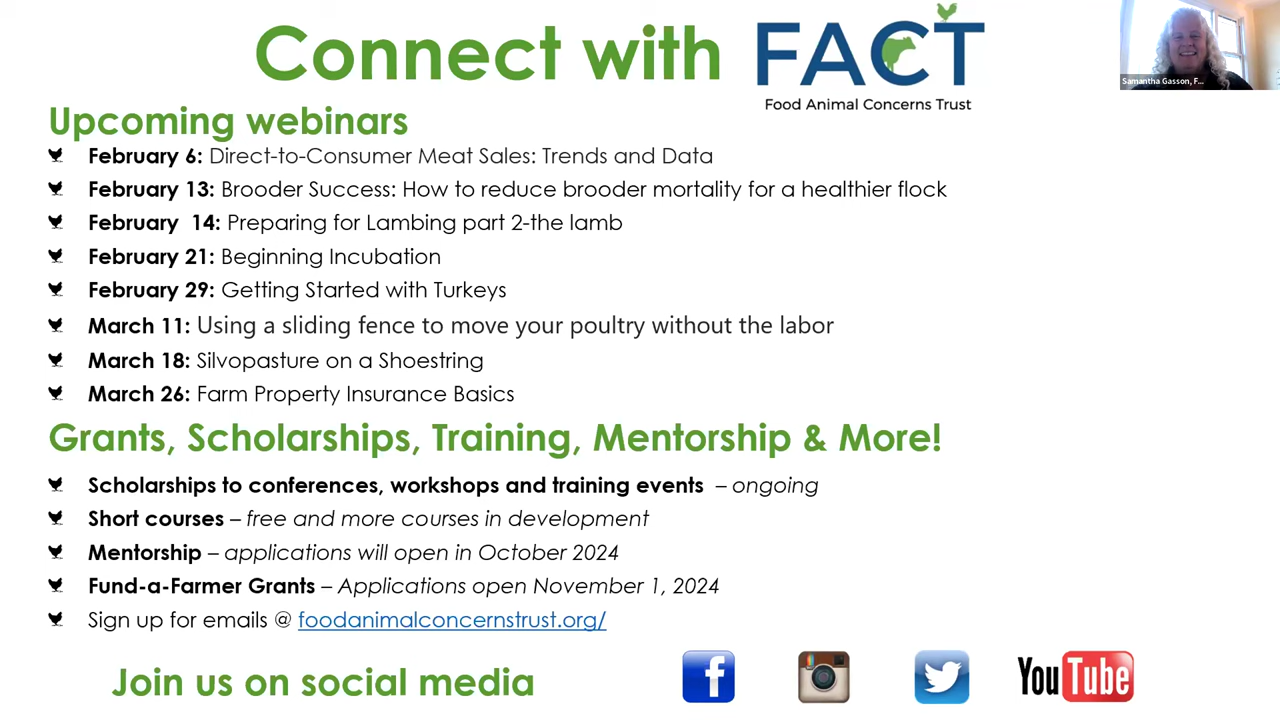 Connect with FACT
Food Animal Concerns Trust
Samantha Gasson, F...
Upcoming webinars
February 6: Direct-to-Consumer Meat Sales: Trends and Data
February 13: Brooder Success: How to reduce brooder mortality for a healthier flock
February  14: Preparing for Lambing part 2-the lamb
February 21: Beginning Incubation
February 29: Getting Started with Turkeys
March 11: Using a sliding fence to move your poultry without the labor
March 18: Silvopasture on a Shoestring
March 26: Farm Property Insurance Basics
Grants, Scholarships, Training, Mentorship & More!
Scholarships to conferences, workshops and training events  – ongoing
Short courses – free and more courses in development
Mentorship – applications will open in October 2024
Fund-a-Farmer Grants – Applications open November 1, 2024
Sign up for emails @ foodanimalconcernstrust.org/
Join us on social media
f
YouTube